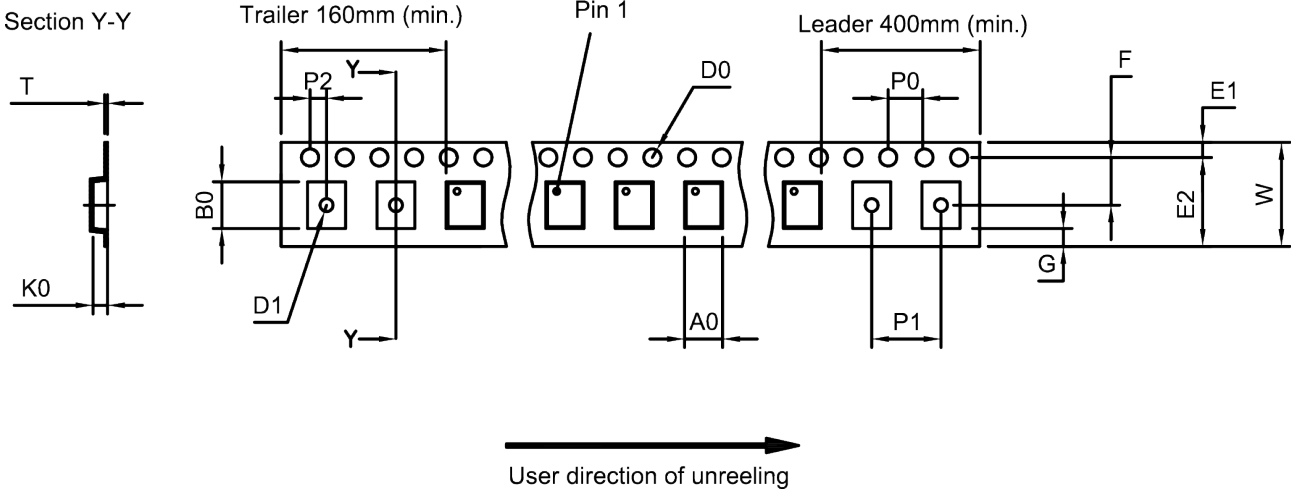 Section Y-Y
Trailer 160mm (min.)
Pin 1
Leader 400mm (min.)
T
P2
Y
D0
P0
F
E1
B0
E2
W
K0
D1
Y
A0
P1
G
User direction of unreeling